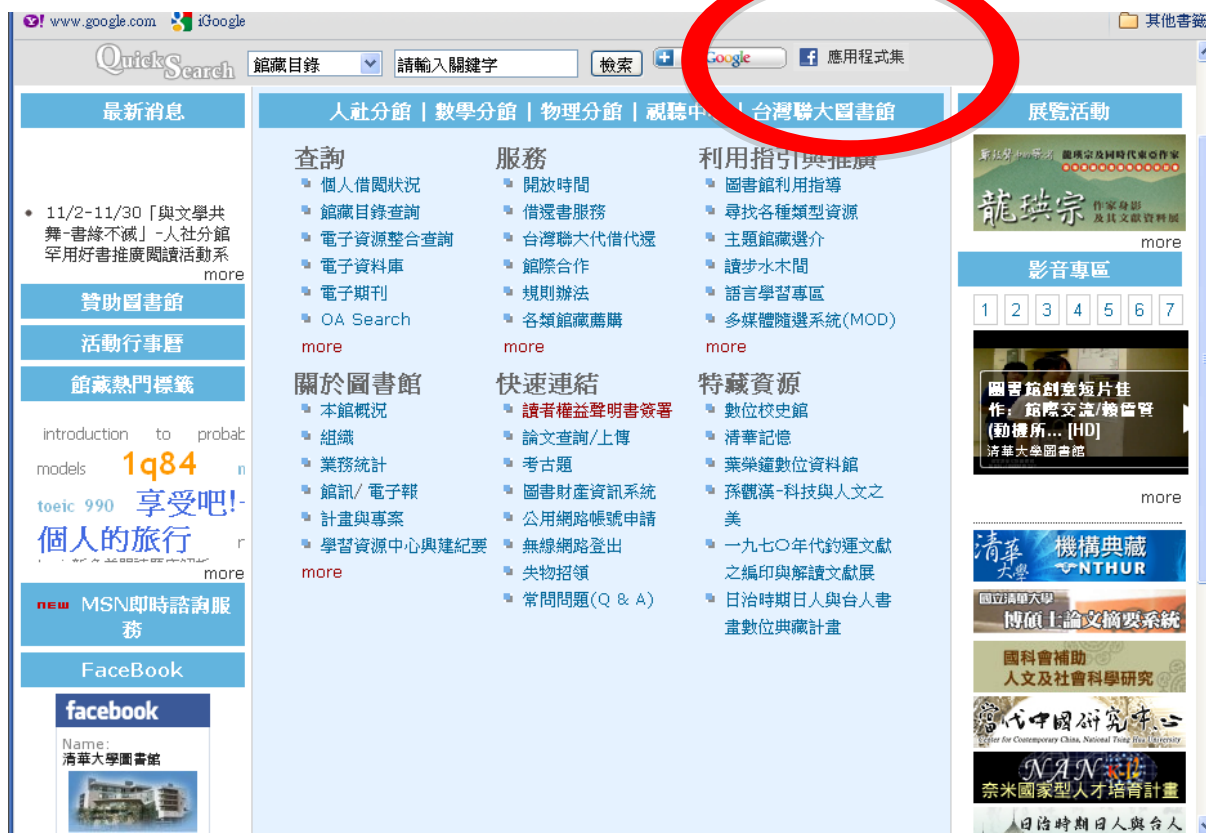 www.google.com iGoogle 其他書籤
QuickSearch 館藏目錄 請輸入關鍵字 檢索 Google 應用程式集
最新消息
11/2-11/30「與文學共
舞-書緣不滅」-人社分館
罕用好書推廣閱讀活動系
more
贊助圖書館
活動行事曆
館藏熱門標籤
introduction to probab
models 1q84
toeic 990 享受吧!-
個人的旅行
more
new MSN即時諮詢服
務
FaceBook
facebook
Name:
清華大學圖書館
人社分館 | 數學分館 | 物理分館 | 視聽中 | 台灣聯大圖書館
查詢
個人借閱狀況
館藏目錄查詢
電子資源整合查詢
電子資料庫
電子期刊
OA Search
more
服務
開放時間
借還書服務
台灣聯大代借代還
館際合作
規則辦法
各類館藏薦購
more
利用指引與推廣
圖書館利用指導
尋找各種類型資源
主題館藏選介
讀步水木間
語言學習專區
多媒體隨選系統(MOD)
more
關於圖書館
本館概況
組織
業務統計
館訊/ 電子報
計畫與專案
學習資源中心興建紀要
more
快速連結
讀者權益聲明書簽署
論文查詢/上傳
考古題
圖書財產資訊系統
公用網路帳號申請
無線網路登出
失物招領
常問問題(Q & A)
特藏資源
數位校史館
清華記憶
葉榮鐘數位資料館
孫觀漢-科技與人文之
美
一九七〇年代釣運文獻
之編印與解讀文獻展
日治時期日人與台人書
畫數位典藏計畫
展覽活動
龍瑛宗及同時代東亞作家
龍瑛宗 作家身影
及其文獻資料展
more
影音專區
1 2 3 4 5 6 7
圖書館創意短片佳
作: 館際交流/賴信賢
(動機所... [HD]
清華大學圖書館
more
清華大學 機構典藏
NTHUR
國立清華大學
博碩士論文摘要系統
國科會補助
人文及社會科學研究
當代中國研究中心
Center for Contemporary China, National Tsing Hua University
NAN K-12
奈米國家型人才培育計畫
日治時期日人與台人